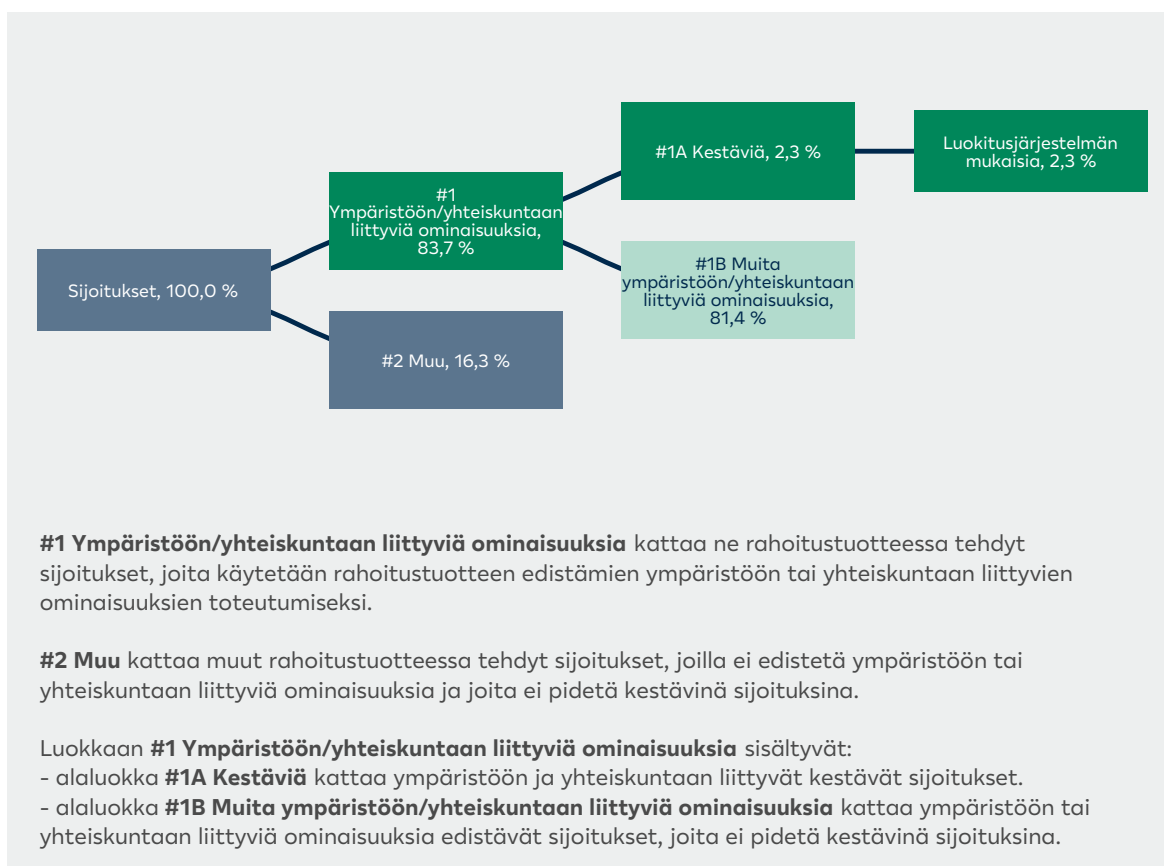 #1A Kestäviä, 2,3 %
Luokitusjärjestelmän
mukaisia, 2,3 %
#1
Ympäristöön/yhteiskuntaan
liittyviä ominaisuuksia,
83,7 %
Sijoitukset, 100,0 %
#1B Muita
ympäristöön/yhteiskuntaan
liittyviä ominaisuuksia,
81,4 %
#2 Muu, 16,3 %
#1 Ympäristöön/yhteiskuntaan liittyviä ominaisuuksia kattaa ne rahoitustuotteessa tehdyt
sijoitukset, joita käytetään rahoitustuotteen edistämien ympäristöön tai yhteiskuntaan liittyvien
ominaisuuksien toteutumiseksi.
#2 Muu kattaa muut rahoitustuotteessa tehdyt sijoitukset, joilla ei edistetä ympäristöön tai
yhteiskuntaan liittyviä ominaisuuksia ja joita ei pidetä kestävinä sijoituksina.
Luokkaan #1 Ympäristöön/yhteiskuntaan liittyviä ominaisuuksia sisältyvät:
- alaluokka #1A Kestäviä kattaa ympäristöön ja yhteiskuntaan liittyvät kestävät sijoitukset.
- alaluokka #1B Muita ympäristöön/yhteiskuntaan liittyviä ominaisuuksia kattaa ympäristöön tai
yhteiskuntaan liittyviä ominaisuuksia edistävät sijoitukset, joita ei pidetä kestävinä sijoituksina.